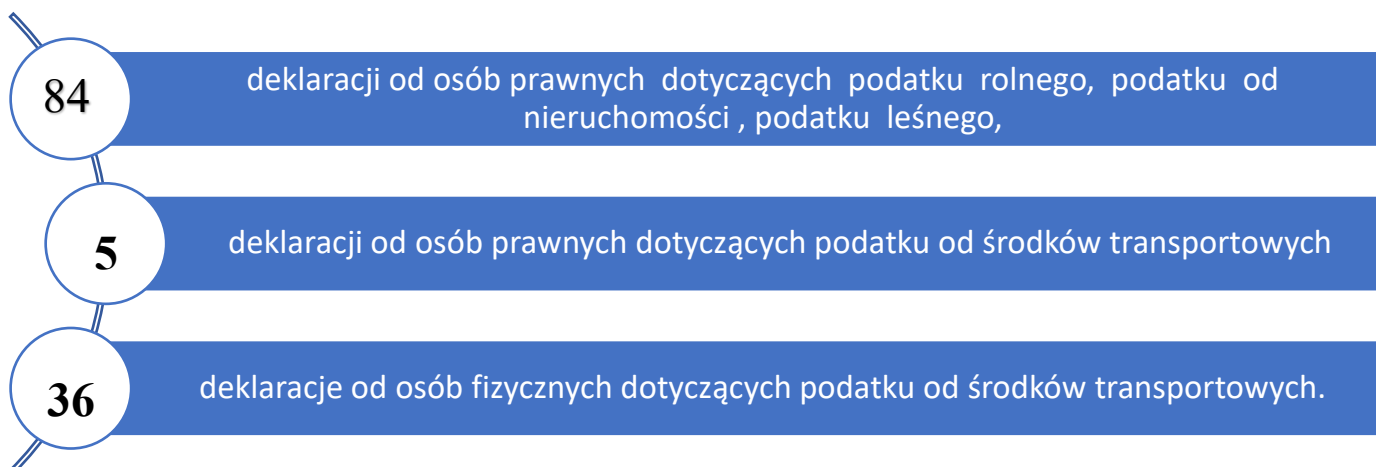 84
deklaracji od osób prawnych dotyczących podatku rolnego, podatku od
nieruchomości , podatku leśnego,
5
deklaracji od osób prawnych dotyczących podatku od środków transportowych
36
deklaracje od osób fizycznych dotyczących podatku od środków transportowych.